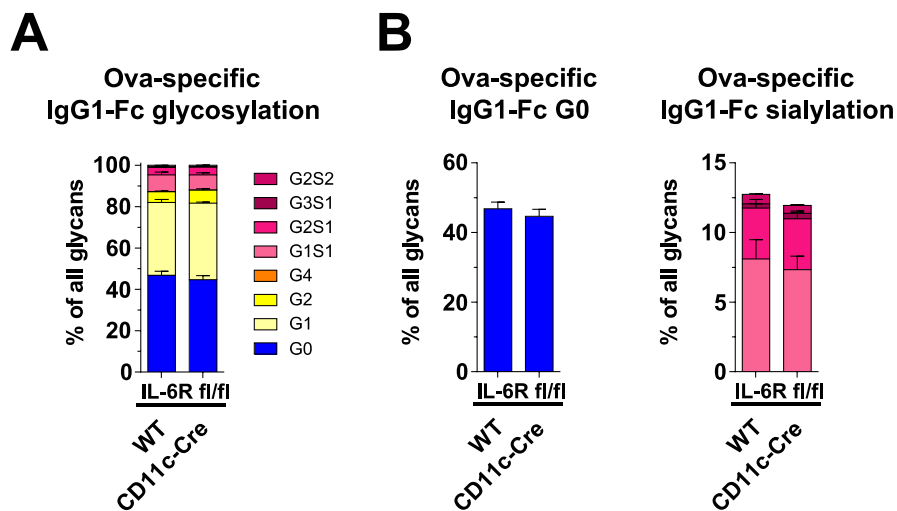 A
Ova-specific
IgG1-Fc glycosylation
% of all glycans
100
80
60
40
20
0
IL-6R fl/fl
WT
CD11c-Cre
G2S2
G3S1
G2S1
G1S1
G4
G2
G1
G0
B
Ova-specific
IgG1-Fc G0
% of all glycans
60
40
20
0
IL-6R fl/fl
WT
CD11c-Cre
Ova-specific
IgG1-Fc sialylation
% of all glycans
15
10
5
0
IL-6R fl/fl
WT
CD11c-Cre